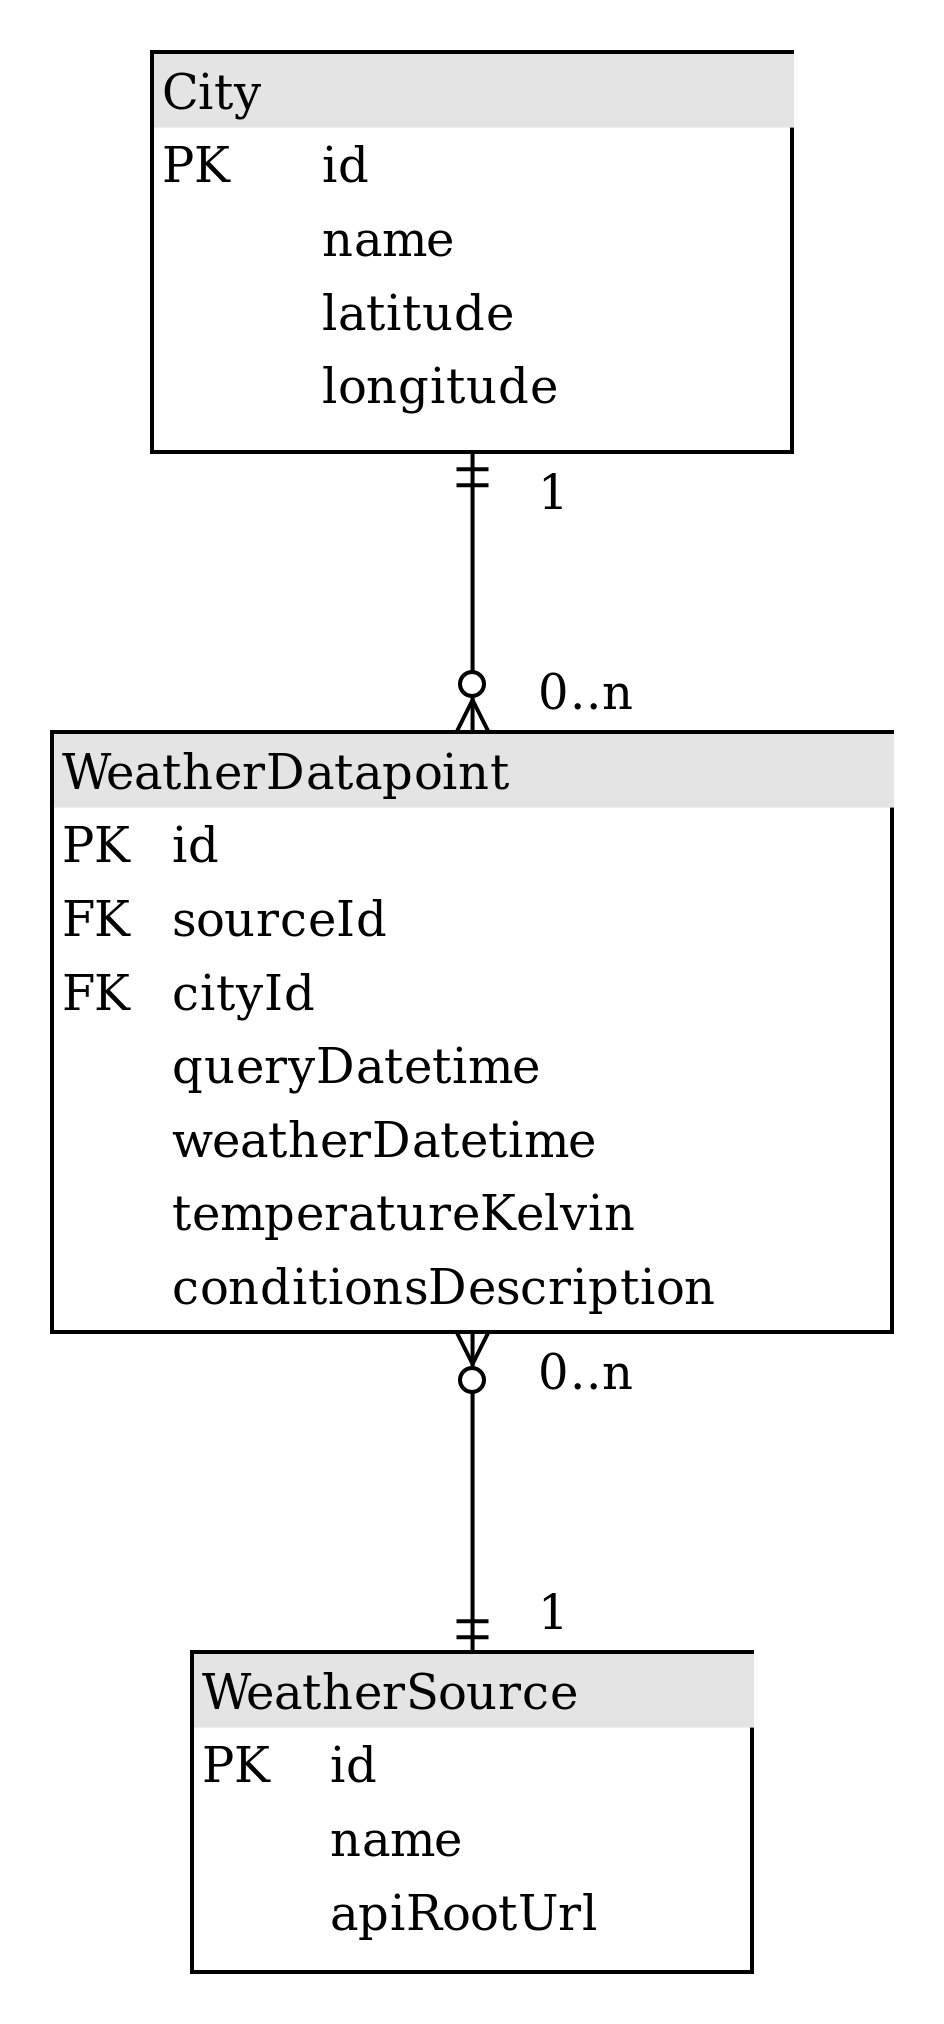 City
PK id
name
latitude
longitude
1
0..n
WeatherDatapoint
PK id
FK sourceId
FK cityId
queryDatetime
weatherDatetime
temperatureKelvin
conditionsDescription
0..n
1
WeatherSource
PK id
name
apiRootUrl